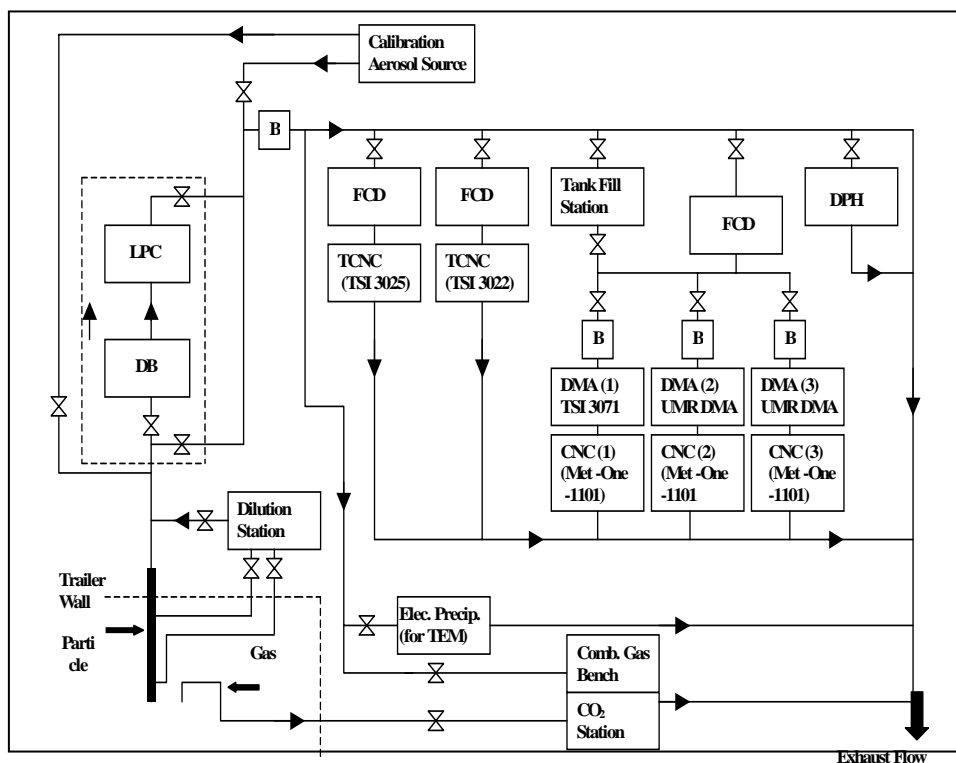 Calibration
Aerosol Source
B
FCD
FCD
Tank Fill
Station
FCD
DPH
LPC
TCNC
(TSI 3025)
TCNC
(TSI 3022)
DB
B
B
B
DMA (1)
TSI 3071
DMA (2)
UMR DMA
DMA (3)
UMR DMA
CNC (1)
(Met -One
-1101)
CNC (2)
(Met -One
-1101
CNC (3)
(Met -One
-1101)
Dilution
Station
Trailer
Wall
Parti
cle
Gas
Elec. Precip.
(for TEM)
Comb. Gas
Bench
CO₂
Station
Exhaust Flow